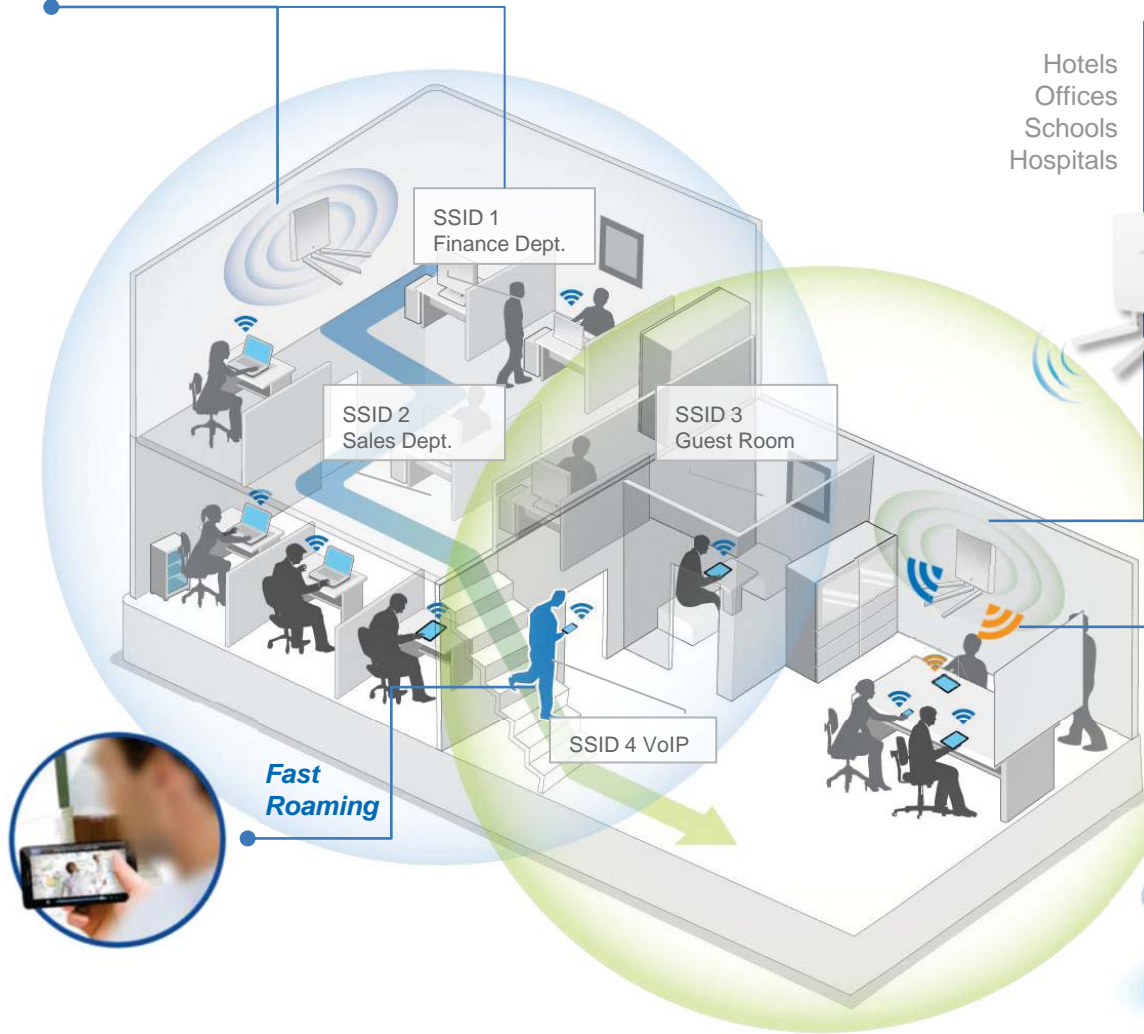 Hotels
Offices
Schools
Hospitals
SSID 1
Finance Dept.
SSID 2
Sales Dept.
SSID 3
Guest Room
SSID 4 VoIP
Fast
Roaming